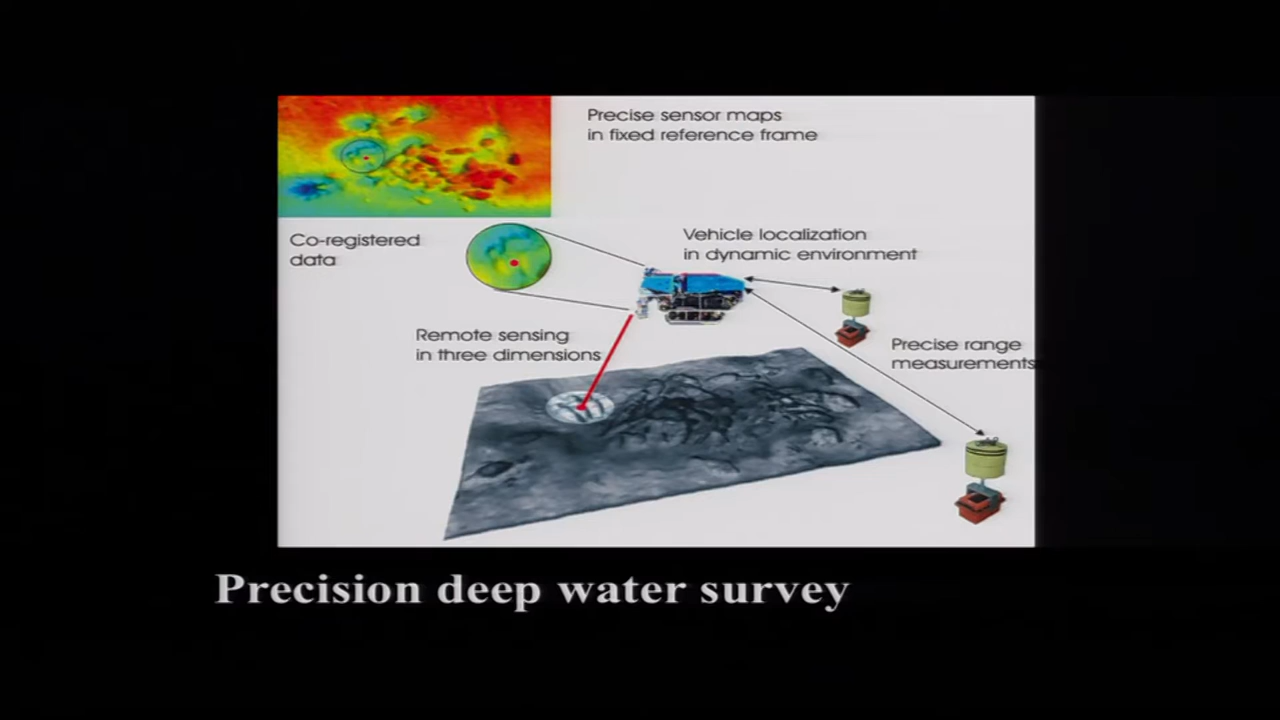 Precise sensor maps
in fixed reference frame
Co-registered
data
Vehicle localization
in dynamic environment
Remote sensing
in three dimensions
Precise range
measurements
Precision deep water survey